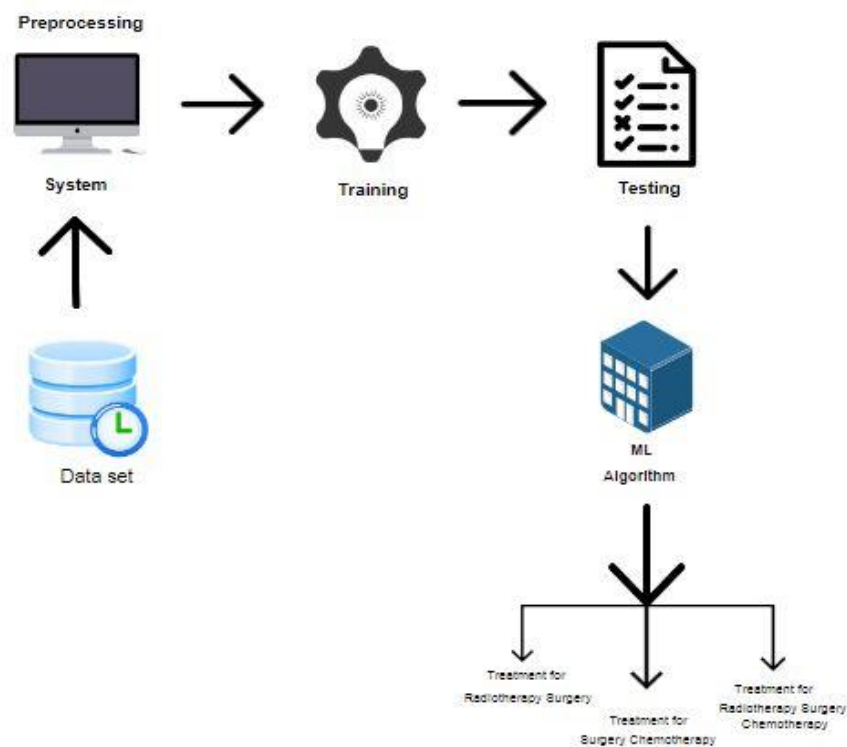 Preprocessing
System
Training
Testing
Data set
ML
Algorithm
Treatment for
Radiotherapy Surgery
Treatment for
Surgery Chemotherapy
Treatment for
Radiotherapy Surgery
Chemotherapy